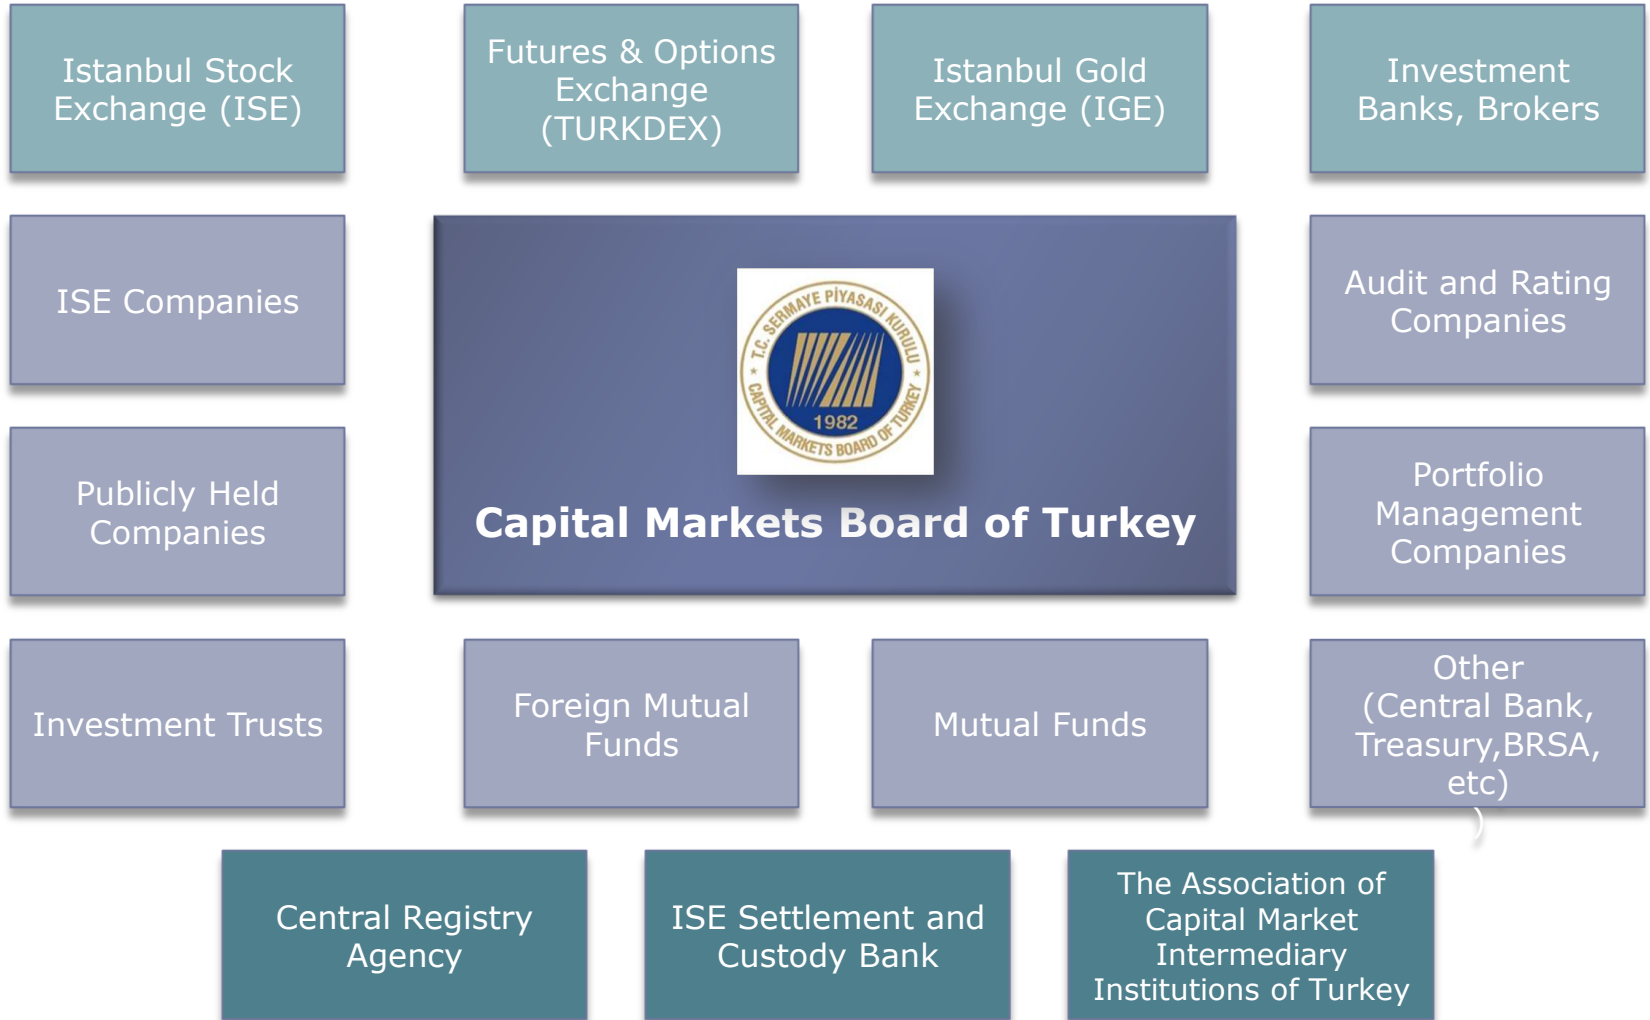 Istanbul Stock
Exchange (ISE)
Futures & Options
Exchange
(TURKDEX)
Istanbul Gold
Exchange (IGE)
Investment
Banks, Brokers
ISE Companies
T.C. SERMAYE PİYASASI KURULU
1982
CAPITAL MARKETS BOARD OF TURKEY
Capital Markets Board of Turkey
Audit and Rating
Companies
Publicly Held
Companies
Portfolio
Management
Companies
Investment Trusts
Foreign Mutual
Funds
Mutual Funds
Other
(Central Bank,
Treasury,BRSA,
etc)
)
Central Registry
Agency
ISE Settlement and
Custody Bank
The Association of
Capital Market
Intermediary
Institutions of Turkey